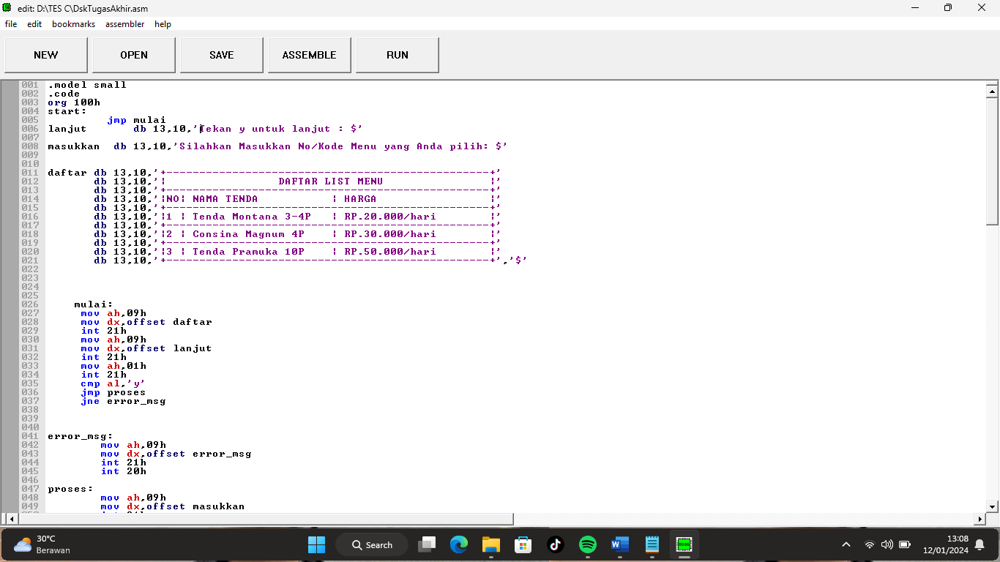 edit: D:\TES C\DskTugasAkhir.asm
file edit bookmarks assembler help
NEW OPEN SAVE ASSEMBLE RUN
001 .model small
002 .code
003 org 100h
004 start:
005 jmp mulai
006 lanjut db 13,10,'Tekan y untuk lanjut : $'
007
008 masukkan db 13,10,'Silahkan Masukkan No/Kode Menu yang Anda pilih: $'
009
010
011 daftar db 13,10,'+-------------------------------------------------+'
012 db 13,10,'¦ DAFTAR LIST MENU ¦'
013 db 13,10,'+-------------------------------------------------+'
014 db 13,10,'¦NO¦ NAMA TENDA ¦ HARGA ¦'
015 db 13,10,'+-------------------------------------------------+'
016 db 13,10,'¦1 ¦ Tenda Montana 3-4P ¦ RP.20.000/hari ¦'
017 db 13,10,'+-------------------------------------------------+'
018 db 13,10,'¦2 ¦ Consina Magnum 4P ¦ RP.30.000/hari ¦'
019 db 13,10,'+-------------------------------------------------+'
020 db 13,10,'¦3 ¦ Tenda Pramuka 10P ¦ RP.50.000/hari ¦'
021 db 13,10,'+-------------------------------------------------+','$'
022
023
024
025
026 mulai:
027 mov ah,09h
028 mov dx,offset daftar
029 int 21h
030 mov ah,09h
031 mov dx,offset lanjut
032 int 21h
033 mov ah,01h
034 int 21h
035 cmp al,'y'
036 jmp proses
037 jne error_msg
038
039
040
041 error_msg:
042 mov ah,09h
043 mov dx,offset error_msg
044 int 21h
045 int 20h
046
047 proses:
048 mov ah,09h
049 mov dx,offset masukkan
30°C
Berawan
Search
13:08
12/01/2024